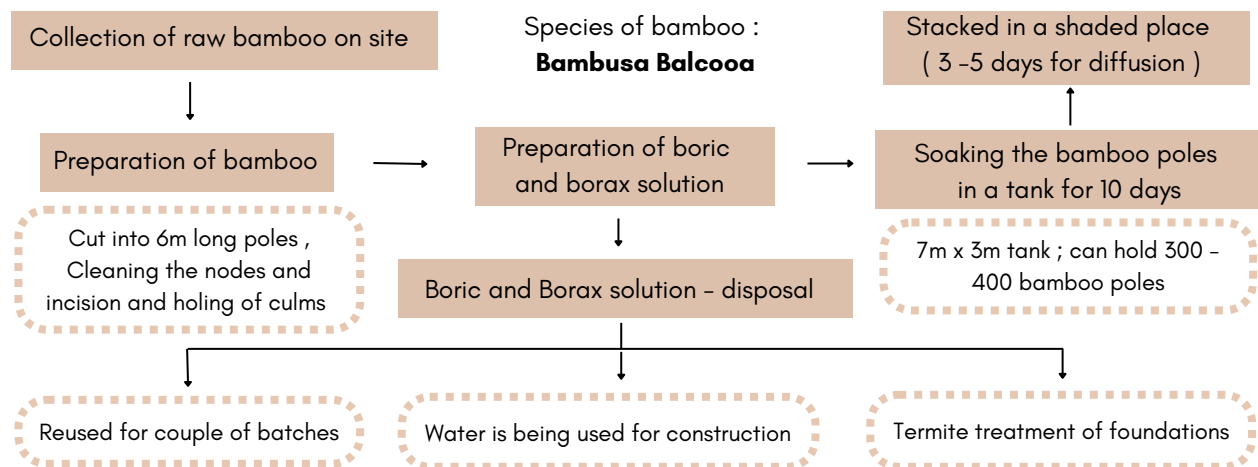 Collection of raw bamboo on site
Species of bamboo :
Bambusa Balcooa
Stacked in a shaded place
( 3 -5 days for diffusion )
Preparation of bamboo
Preparation of boric
and borax solution
Soaking the bamboo poles
in a tank for 10 days
Cut into 6m long poles ,
Cleaning the nodes and
incision and holing of culms
7m x 3m tank ; can hold 300 -
400 bamboo poles
Boric and Borax solution - disposal
Reused for couple of batches
Water is being used for construction
Termite treatment of foundations